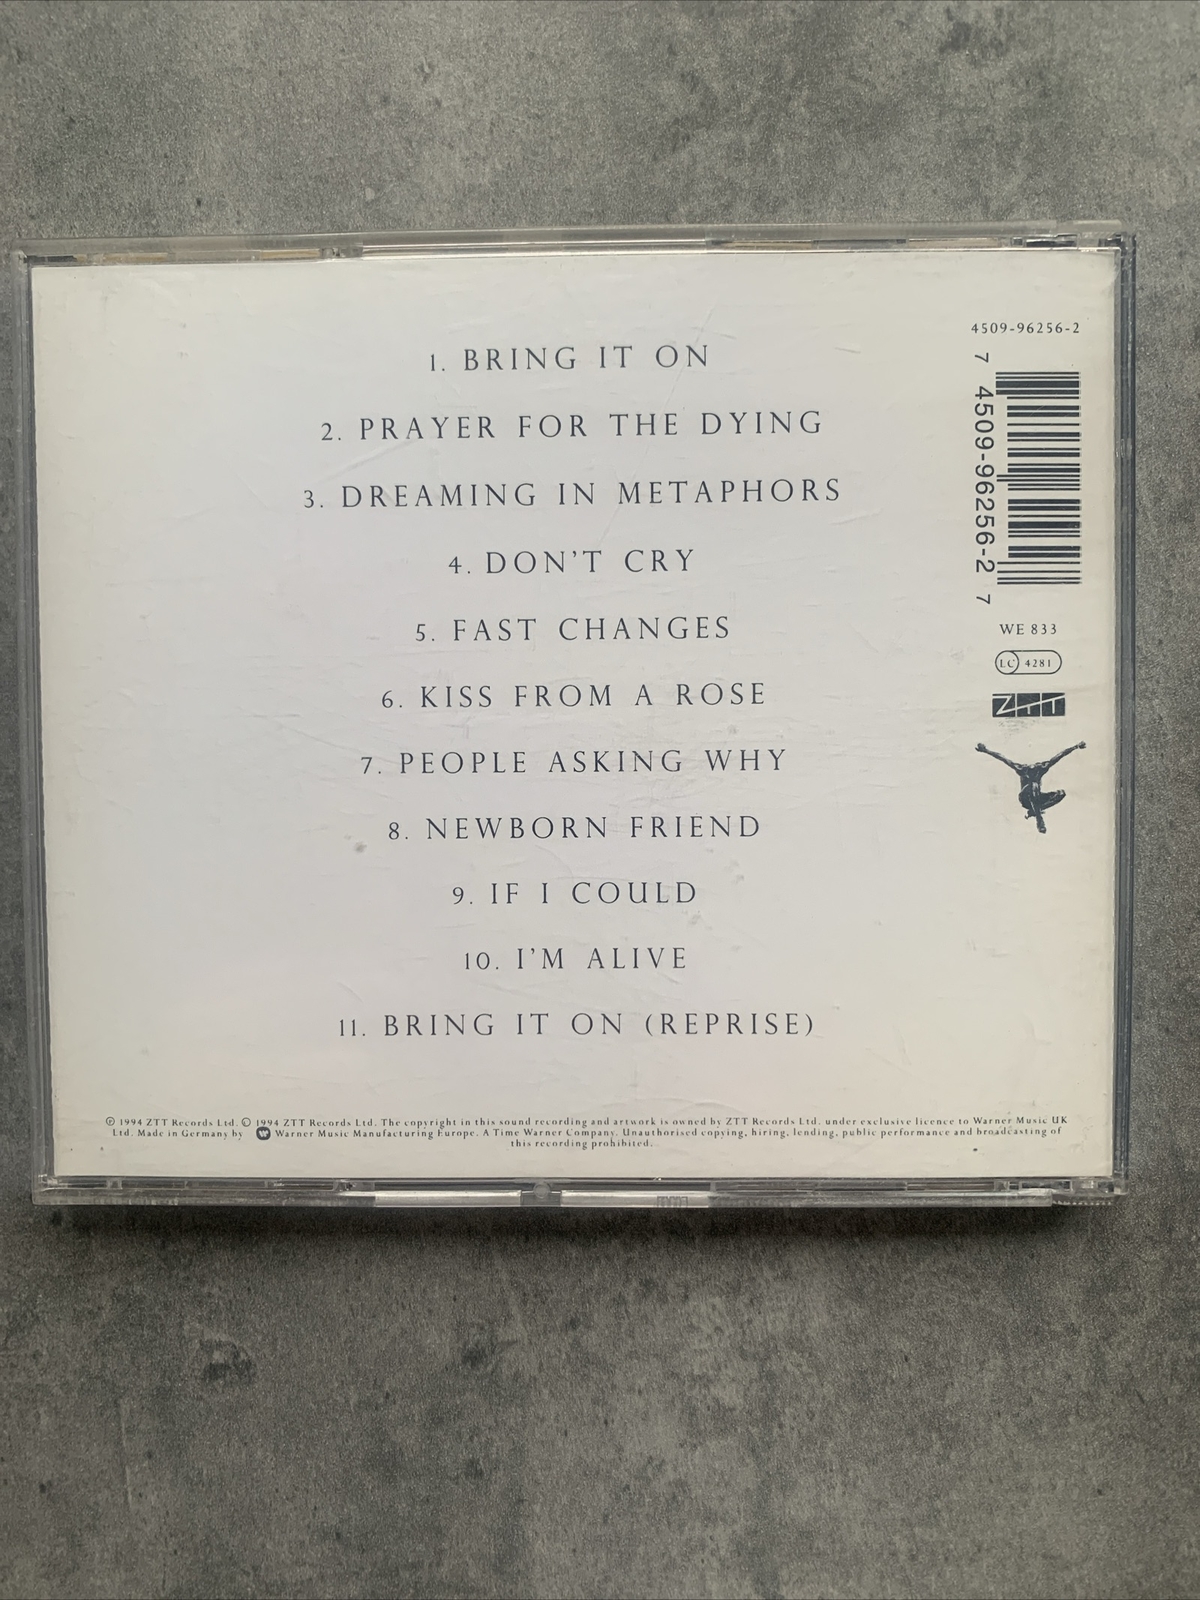 1. BRING IT ON
2. PRAYER FOR THE DYING
3. DREAMING IN METAPHORS
4. DON'T CRY
5. FAST CHANGES
6. KISS FROM A ROSE
7. PEOPLE ASKING WHY
8. NEWBORN FRIEND
9. IF I COULD
10. I'M ALIVE
11. BRING IT ON (REPRISE)
4509-96256-2
7 4509-96256-2 7
WE 833
LC 4281
ZTT
℗ 1994 ZTT Records Ltd. © 1994 ZTT Records Ltd. The copyright in this sound recording and artwork is owned by ZTT Records Ltd. under exclusive licence to Warner Music UK
Ltd. Made in Germany by Warner Music Manufacturing Europe. A Time Warner Company. Unauthorised copying, hiring, lending, public performance and broadcasting of
this recording prohibited.